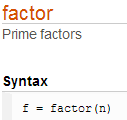 factor
Prime factors
Syntax
f = factor(n)